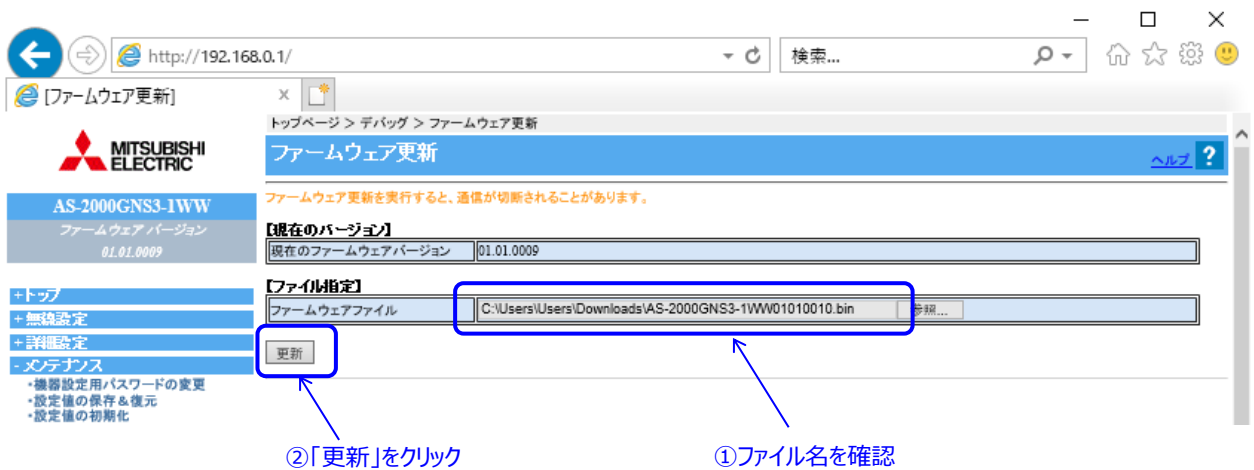 http://192.168.0.1/
検索...
[ファームウェア更新]
トップページ > デバッグ > ファームウェア更新
MITSUBISHI
ELECTRIC
ファームウェア更新
ヘルプ ?
AS-2000GNS3-1WW
ファームウェア バージョン
01.01.0009
ファームウェア更新を実行すると、通信が切断されることがあります。
【現在のバージョン】
現在のファームウェアバージョン 01.01.0009
【ファイル指定】
ファームウェアファイル C:\Users\Users\Downloads\AS-2000GNS3-1WW01010010.bin 参照...
更新
+トップ
+無線設定
+詳細設定
-メンテナンス
・機器設定用パスワードの変更
・設定値の保存&復元
・設定値の初期化
②「更新」をクリック
①ファイル名を確認